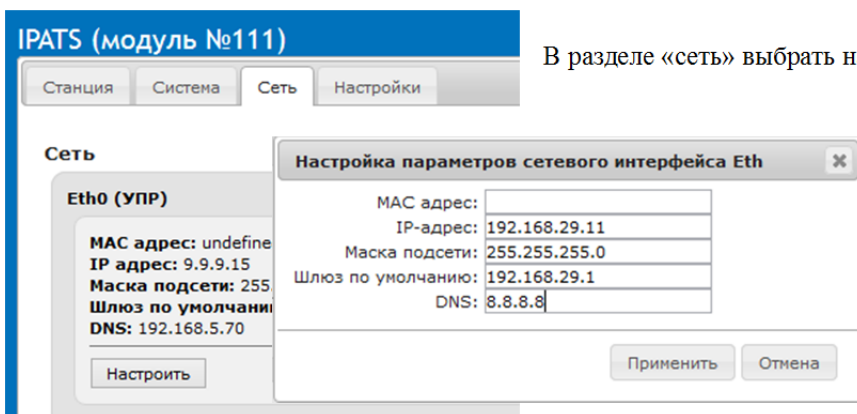 IPATS (модуль №111)
В разделе «сеть» выбрать
Станция Система Сеть Настройки
Сеть
Eth0 (УПР)
MAC адрес: undefine
IP адрес: 9.9.9.15
Маска подсети: 255.
Шлюз по
DNS: 192.168.5.70
Настроить
Настройка параметров сетевого интерфейса Eth
MAC адрес:
IP-адрес: 192.168.29.11
Маска подсети: 255.255.255.0
Шлюз по умолчанию: 192.168.29.1
DNS: 8.8.8.8
Применить Отмена